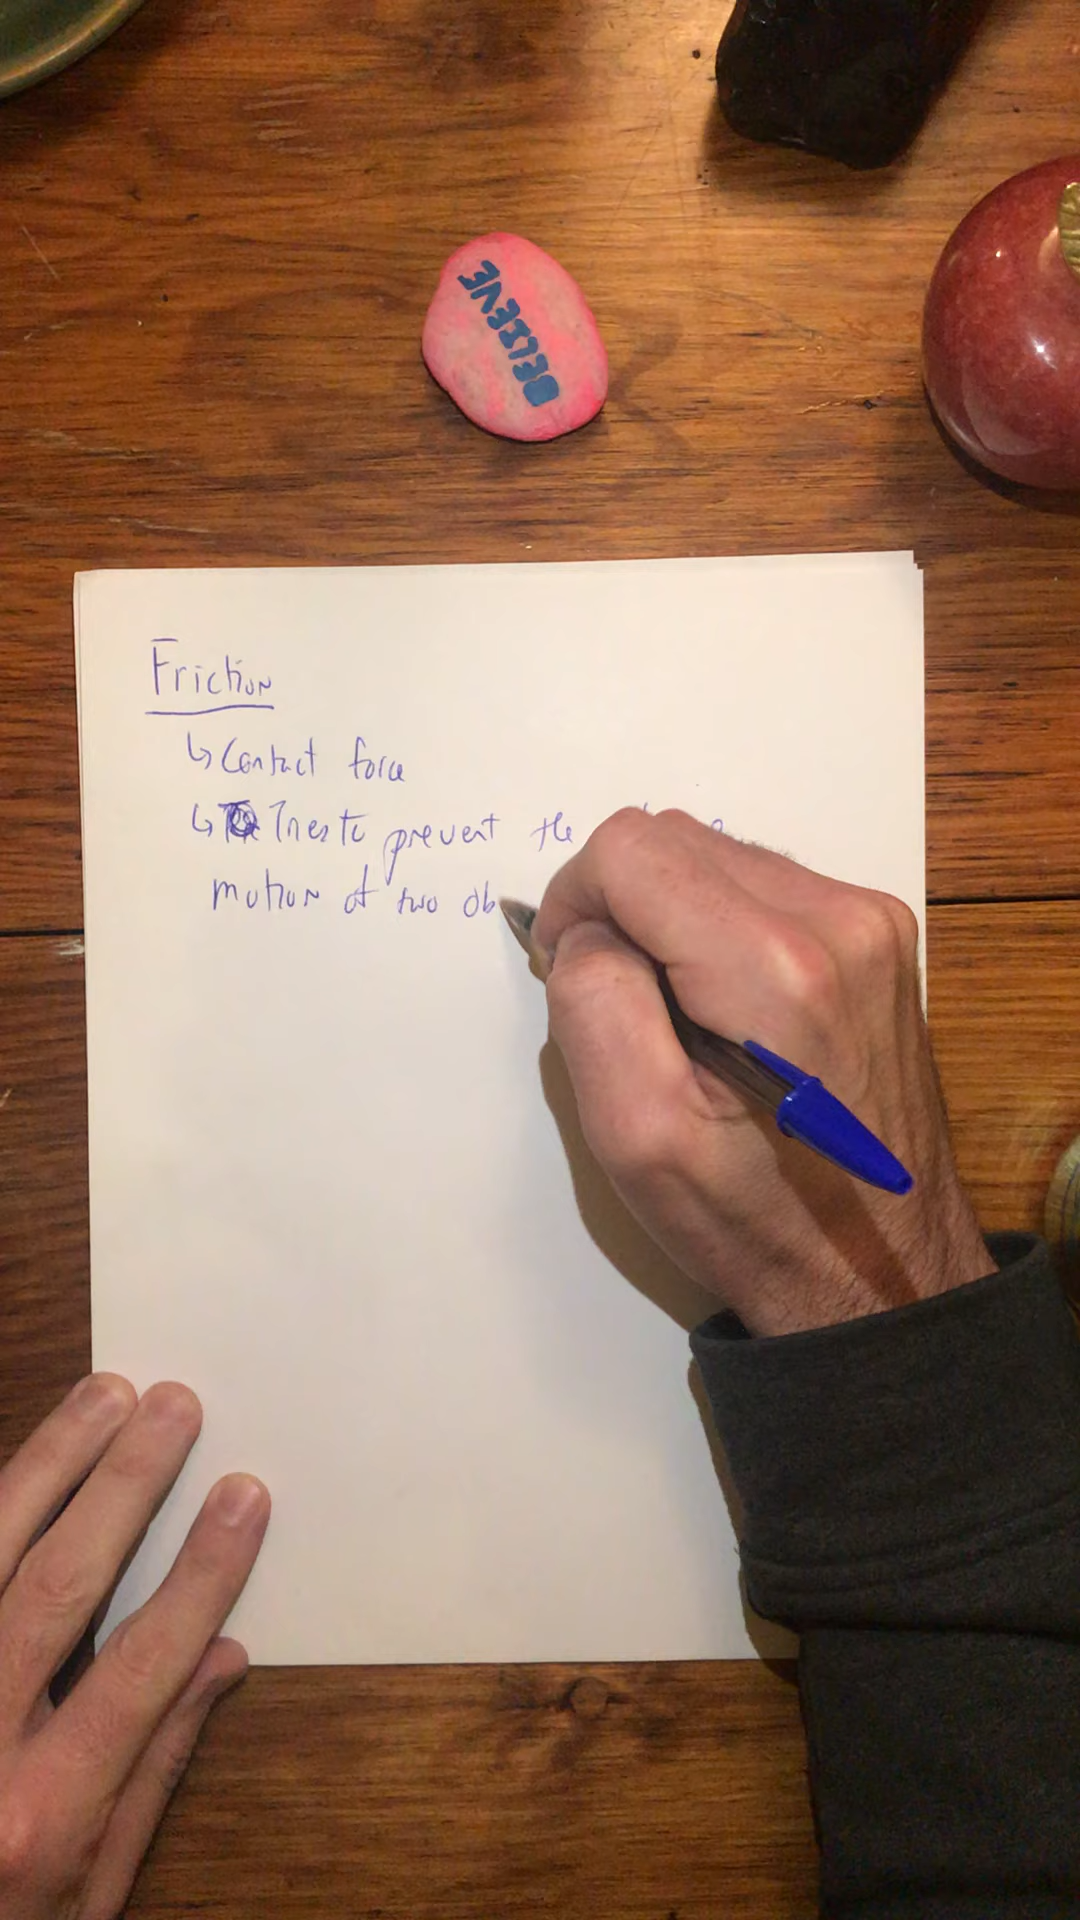 BELIEVE
Friction
↳ Contact force
↳ Tries to prevent the
motion of two ob